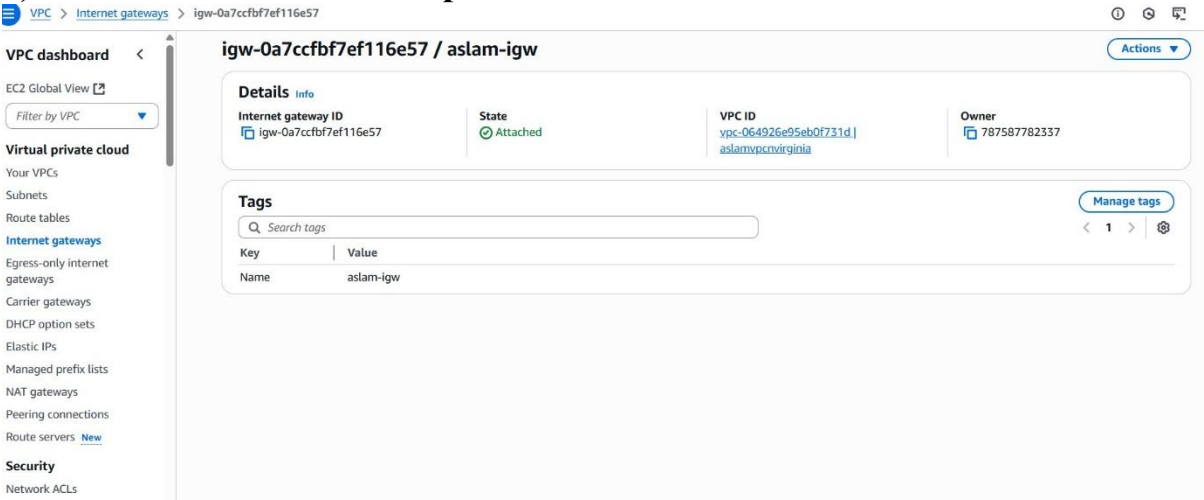 VPC > Internet gateways > igw-0a7ccfbf7ef116e57
VPC dashboard
EC2 Global View
Filter by VPC
Virtual private cloud
Your VPCs
Subnets
Route tables
Internet gateways
Egress-only internet
gateways
Carrier gateways
DHCP option sets
Elastic IPs
Managed prefix lists
NAT gateways
Peering connections
Route servers New
Security
Network ACLs
igw-0a7ccfbf7ef116e57 / aslam-igw
Actions
Details Info
Internet gateway ID
igw-0a7ccfbf7ef116e57
State
Attached
VPC ID
vpc-064926e95eb0f731d |
aslamvpcnvirginia
Owner
787587782337
Tags
Manage tags
Search tags
1
Key Value
Name aslam-igw